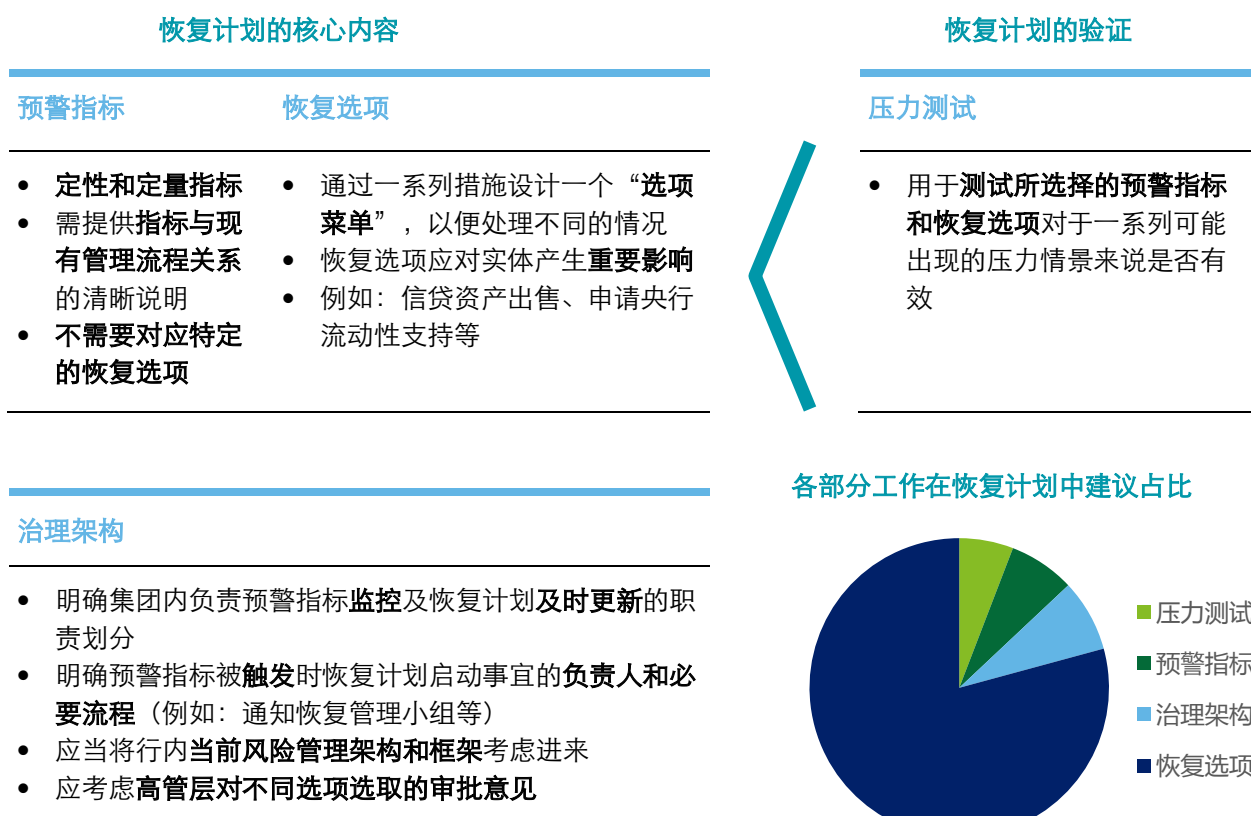 恢复计划的核心内容
预警指标
恢复选项
• 定性和定量指标
• 需提供指标与现
有管理流程关系
的清晰说明
• 不需要对应特定
的恢复选项
• 通过一系列措施设计一个“选项
菜单”，以便处理不同的情况
• 恢复选项应对实体产生重要影响
• 例如：信贷资产出售、申请央行
流动性支持等
恢复计划的验证
压力测试
• 用于测试所选择的预警指标
和恢复选项对于一系列可能
出现的压力情景来说是否有
效
治理架构
• 明确集团内负责预警指标监控及恢复计划及时更新的职
责划分
• 明确预警指标被触发时恢复计划启动事宜的负责人和必
要流程（例如：通知恢复管理小组等）
• 应当将行内当前风险管理架构和框架考虑进来
• 应考虑高管层对不同选项选取的审批意见
各部分工作在恢复计划中建议占比
压力测试
预警指标
治理架构
恢复选项